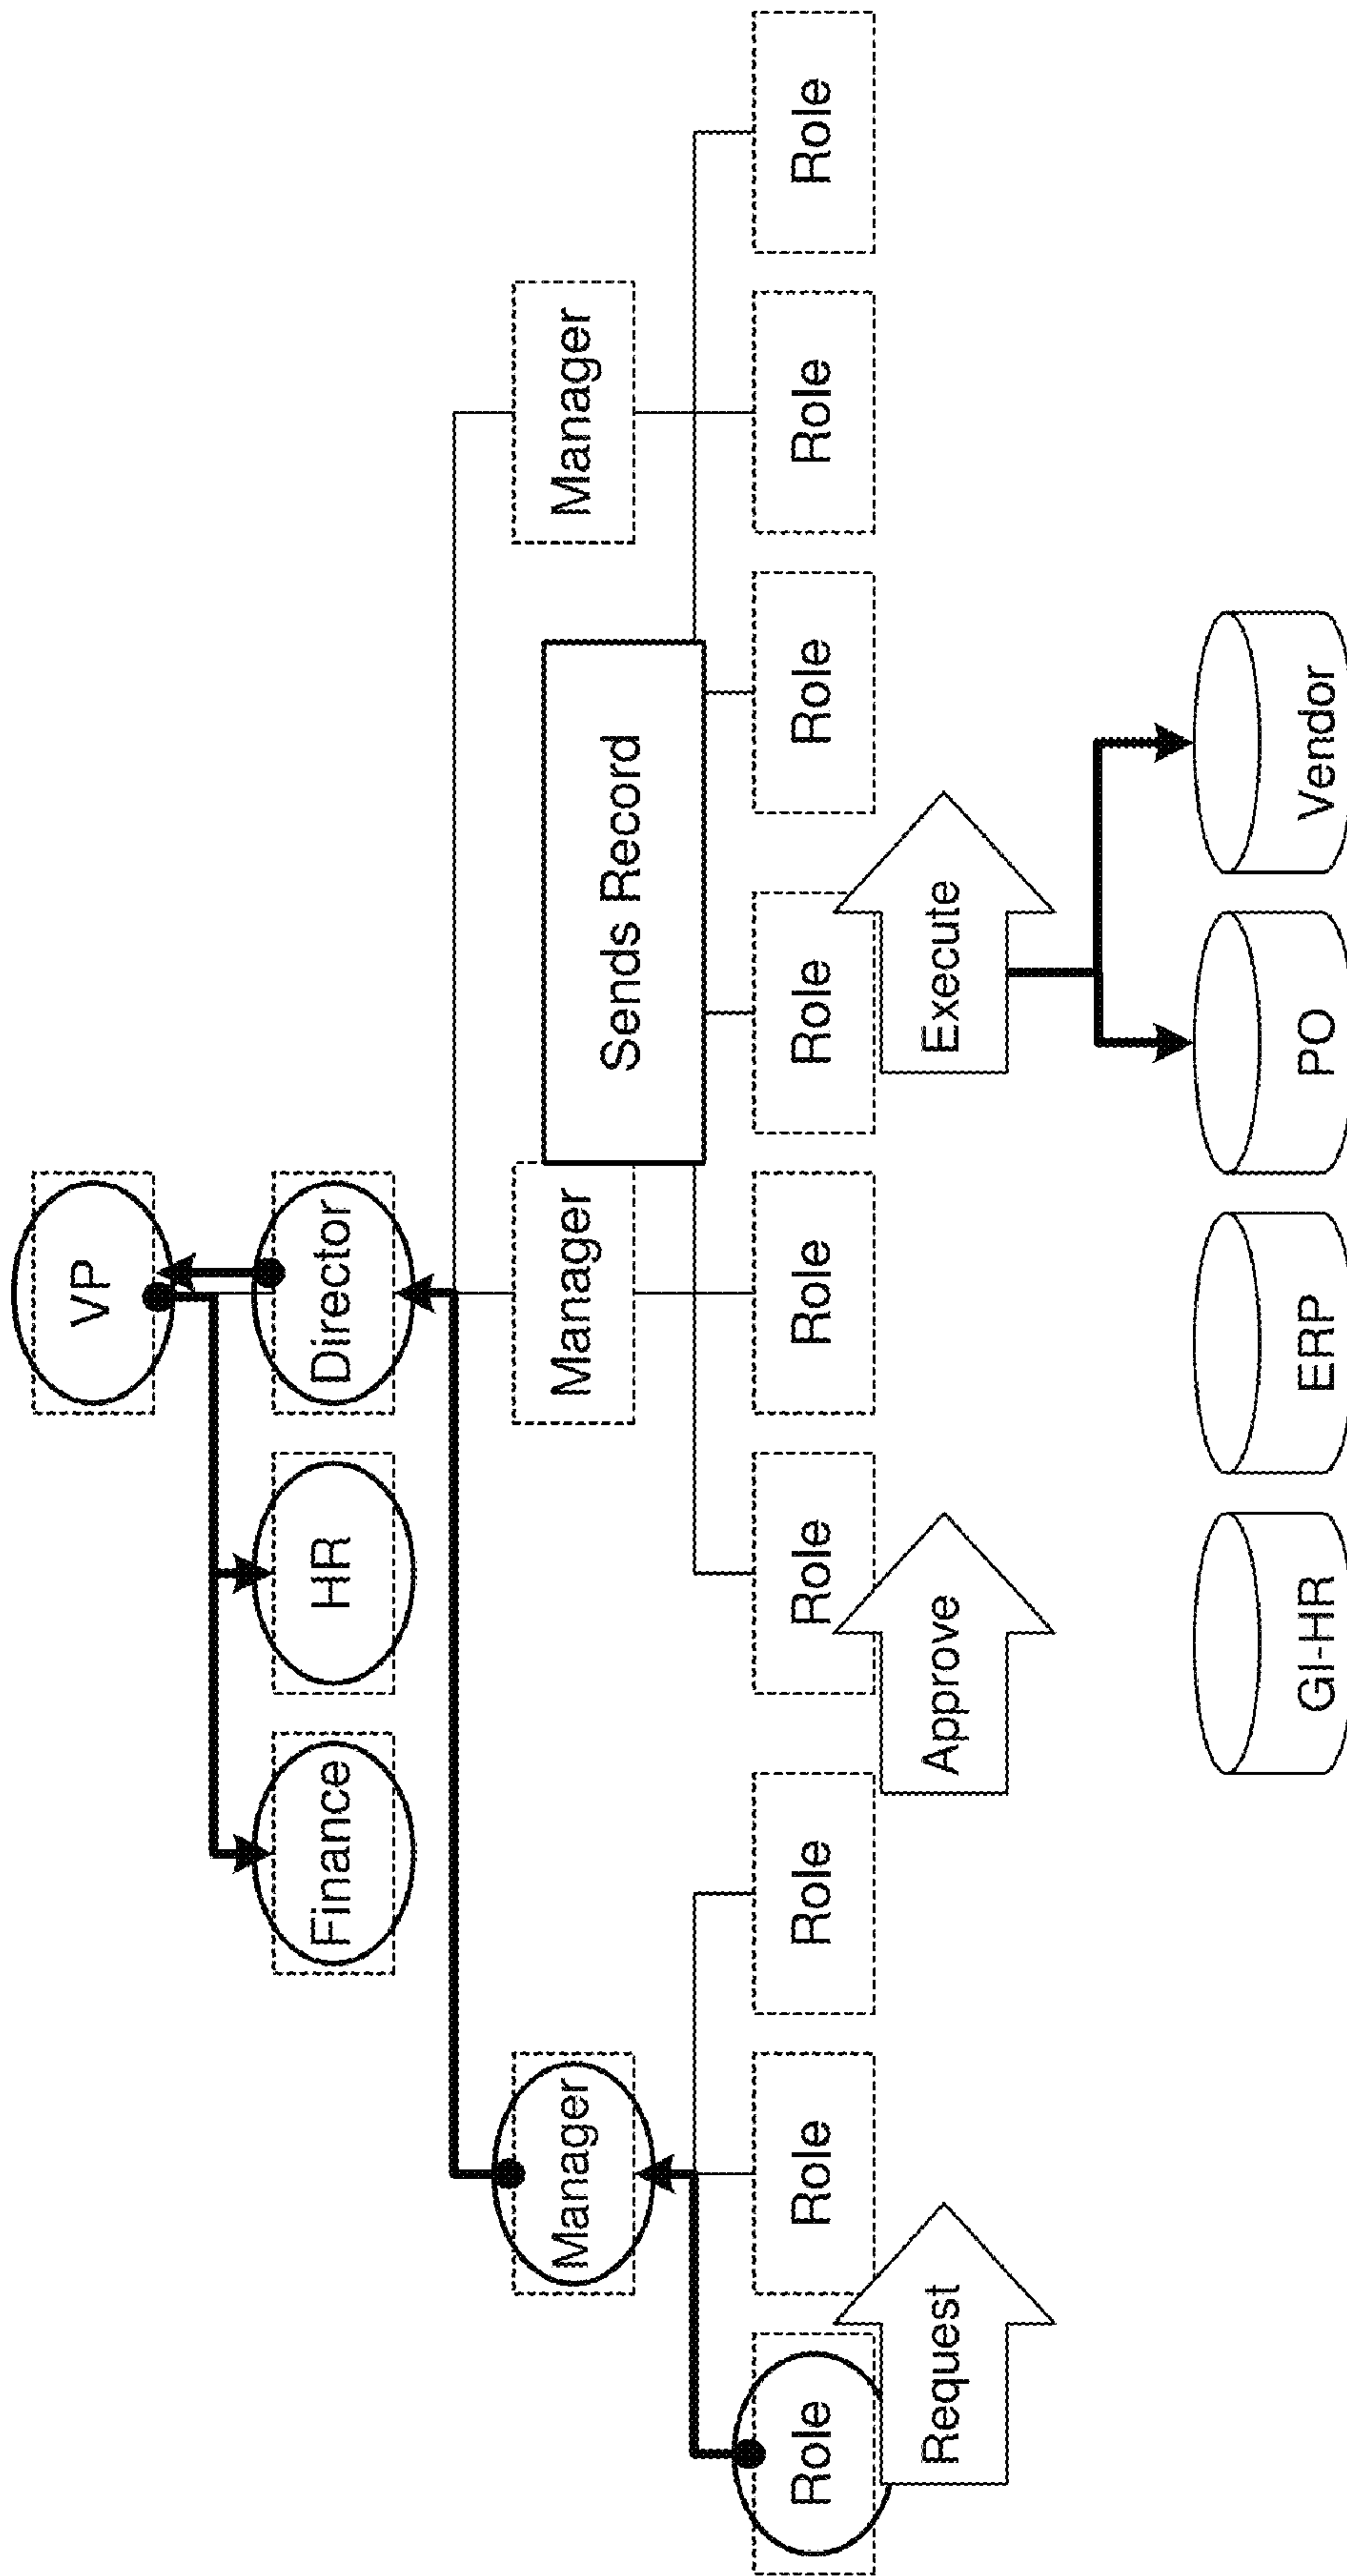 VP
Finance
HR
Director
Manager
Manager
Sends Record
Manager
Role
Role
Role
Role
Role
Role
Role
Role
Role
Request
Approve
Execute
GI-HR
ERP
PO
Vendor